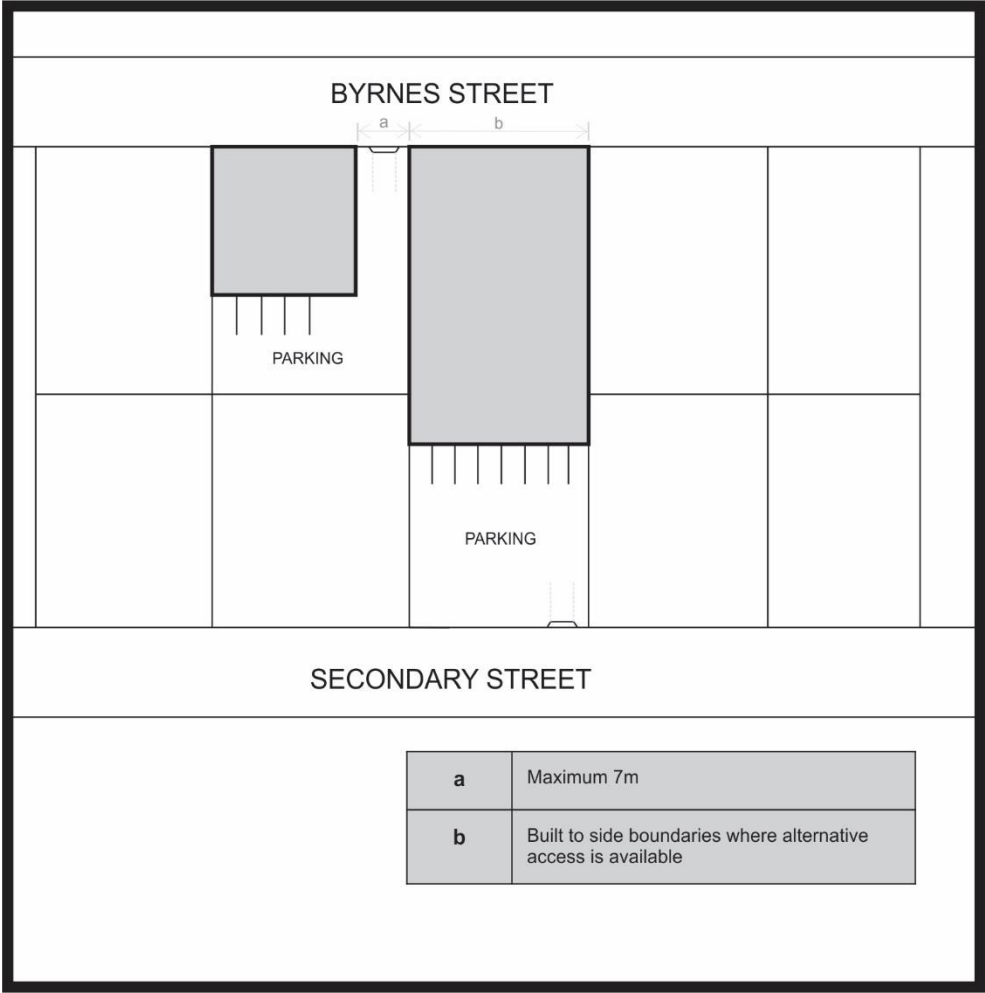 BYRNES STREET
a
b
PARKING
PARKING
SECONDARY STREET
a
Maximum 7m
b
Built to side boundaries where alternative
access is available